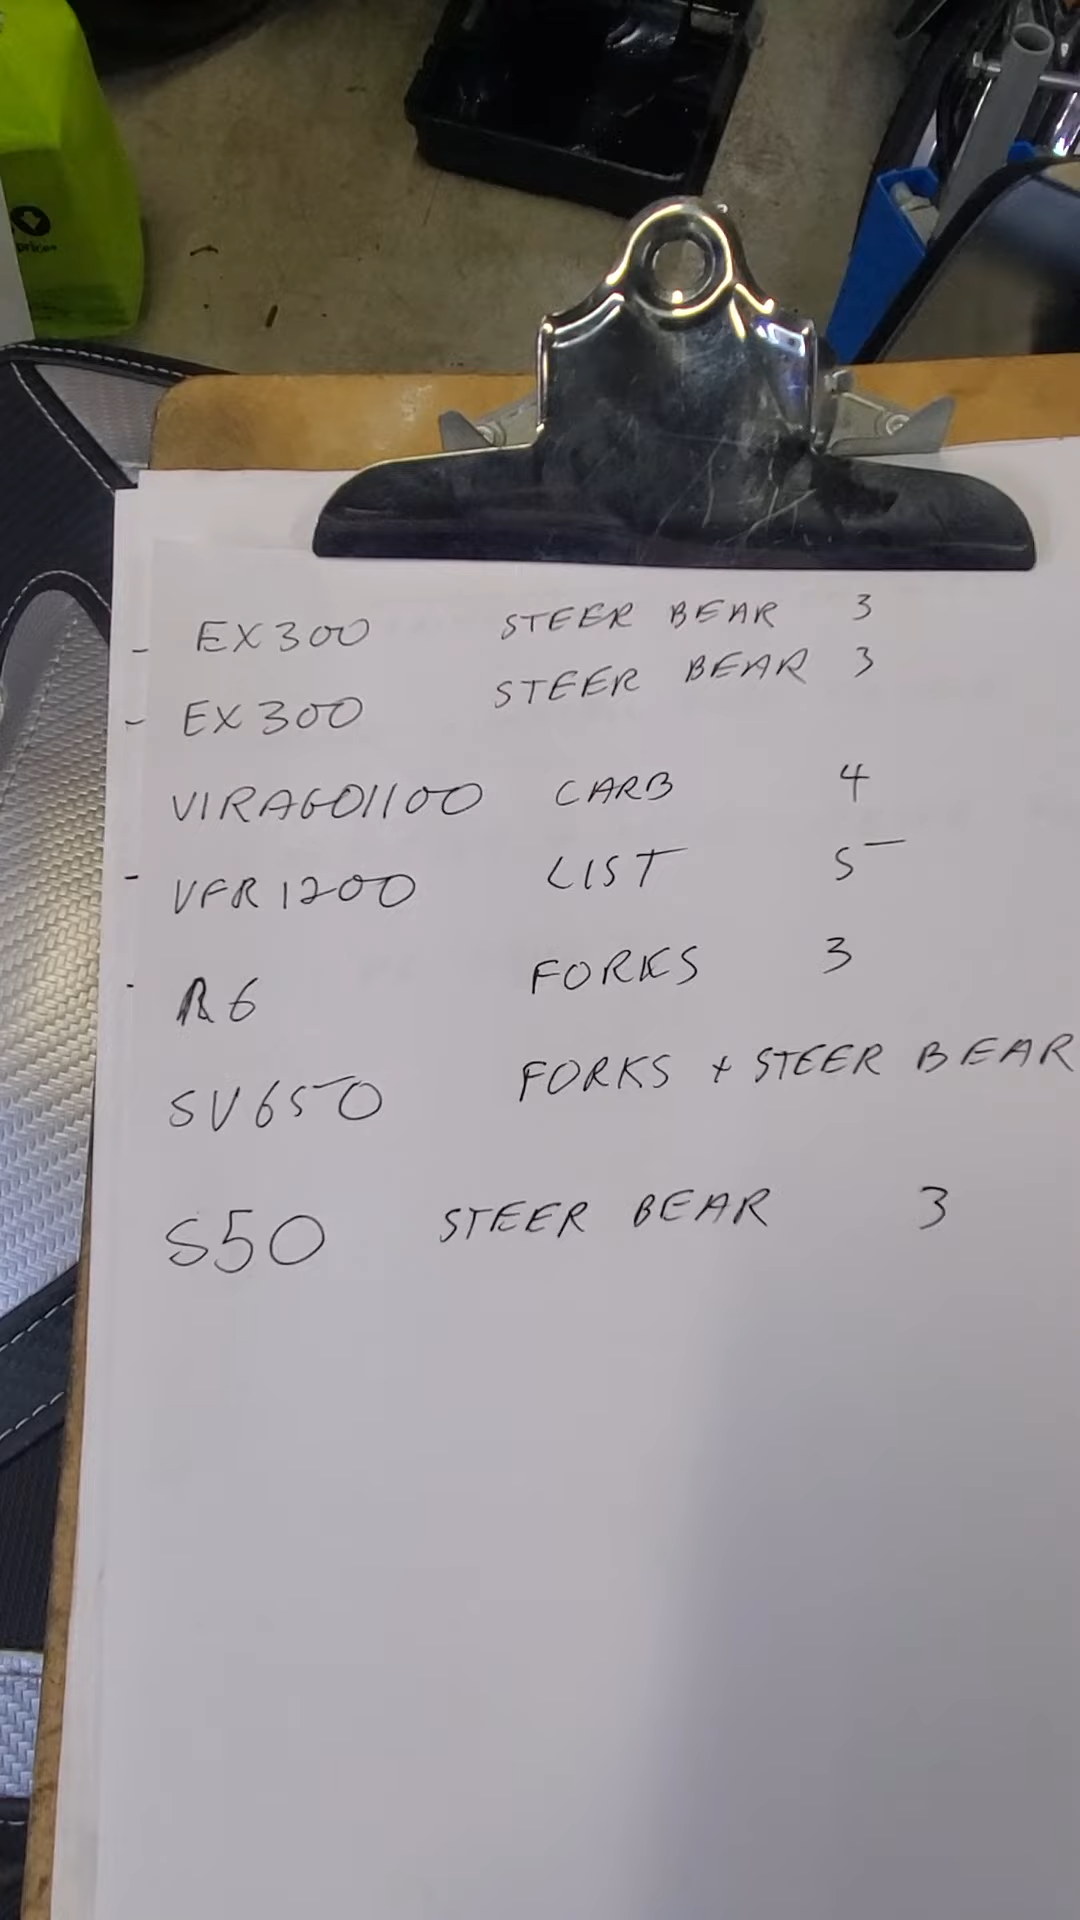 price
- EX300 STEER BEAR 3
- EX300 STEER BEAR 3
VIRAGO1100 CARB 4
- VFR1200 LIST 5
- R6 FORKS 3
SV650 FORKS + STEER BEAR
S50 STEER BEAR 3